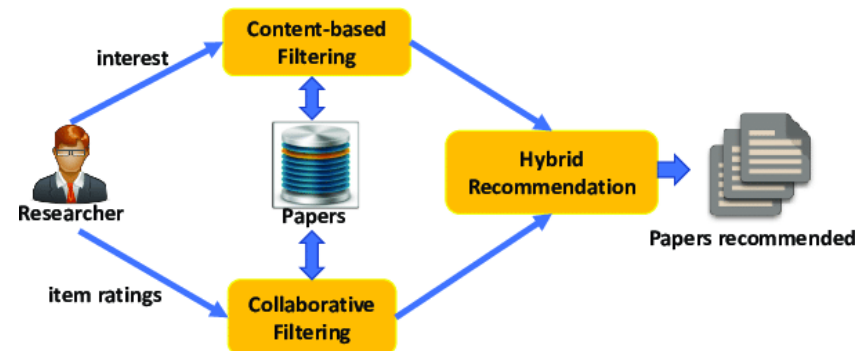 Content-based
Filtering
interest
Researcher
Papers
Hybrid
Recommendation
Papers recommended
item ratings
Collaborative
Filtering